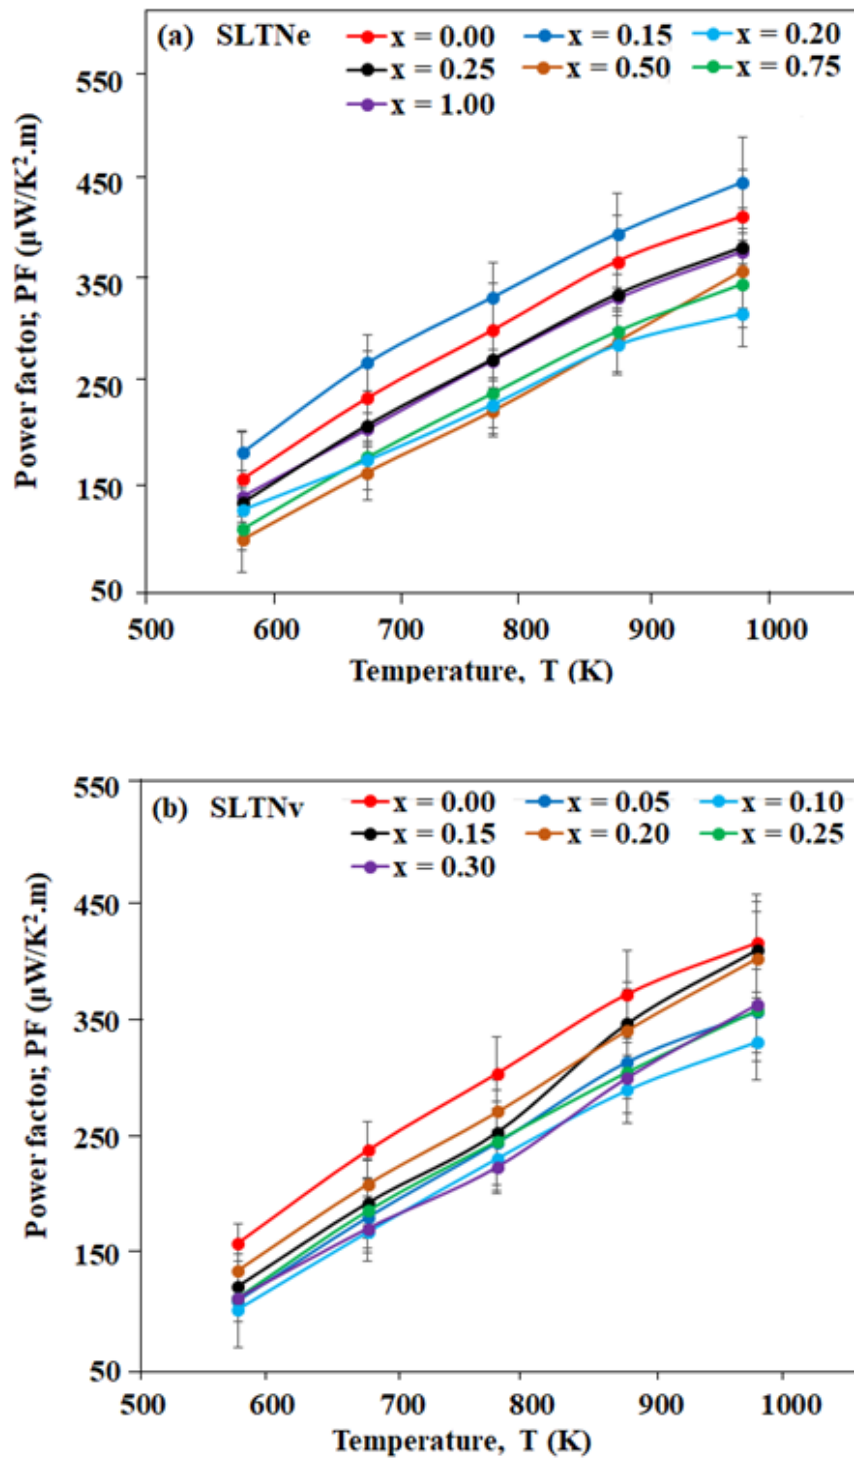 (a) SLTNe
x = 0.00 x = 0.15 x = 0.20
x = 0.25 x = 0.50 x = 0.75
x = 1.00
Power factor, PF (µW/K².m)
550
450
350
250
150
50
500 600 700 800 900 1000
Temperature, T (K)
(b) SLTNv
x = 0.00 x = 0.05 x = 0.10
x = 0.15 x = 0.20 x = 0.25
x = 0.30
Power factor, PF (µW/K².m)
550
450
350
250
150
50
500 600 700 800 900 1000
Temperature, T (K)